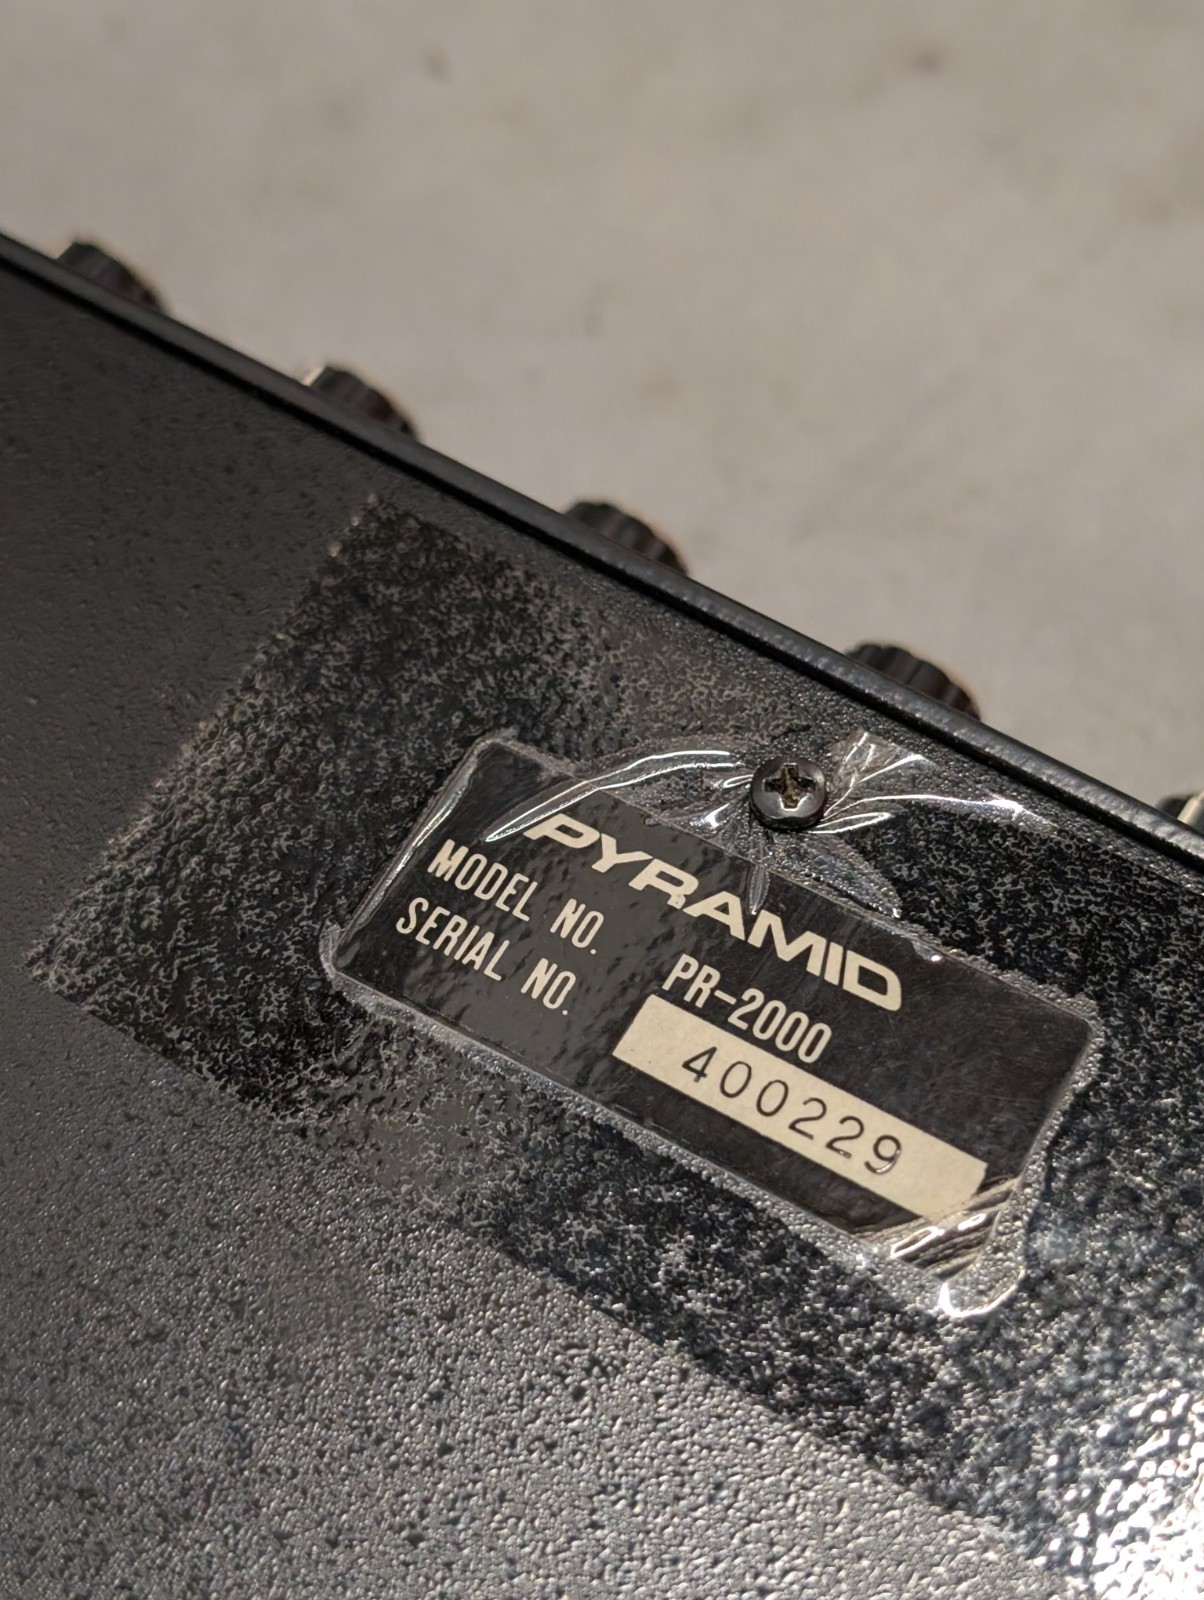 PYRAMID
MODEL NO. PR-2000
SERIAL NO. 400229